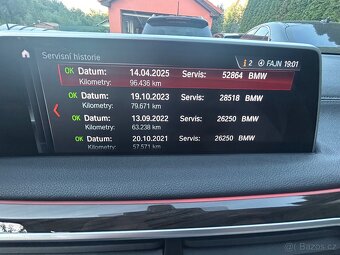 Servisní historie
2 FAJN 19:01
OK Datum: 14.04.2025 Servis: 52864 BMW
Kilometry: 96.436 km
OK Datum: 19.10.2023 Servis: 28518 BMW
Kilometry: 79.671 km
OK Datum: 13.09.2022 Servis: 26250 BMW
Kilometry: 63.238 km
OK Datum: 20.10.2021 Servis: 26250 BMW
Kilometry: 57.571 km
Bazos.cz